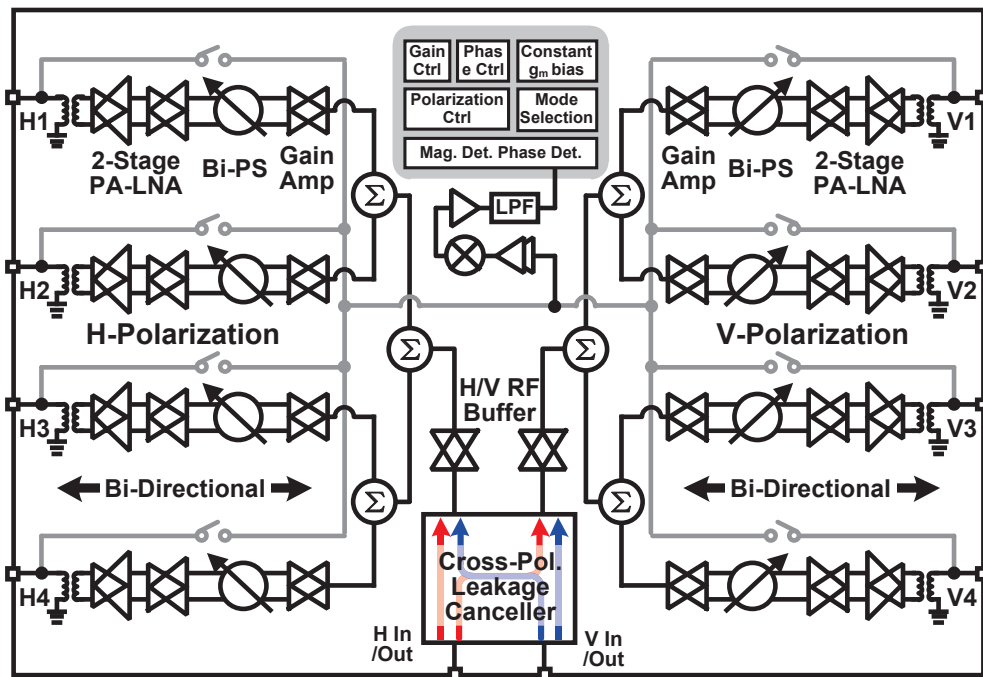 Gain
Ctrl
Phas
e Ctrl
Constant
gm bias
Polarization
Ctrl
Mode
Selection
Mag. Det. Phase Det.
LPF
H1
2-Stage
PA-LNA
Bi-PS
Gain
Amp
Σ
Gain
Amp
Bi-PS
2-Stage
PA-LNA
V1
Σ
H2
H-Polarization
V2
V-Polarization
Σ
Σ
H/V RF
Buffer
H3
Bi-Directional
Σ
V3
Bi-Directional
Σ
H4
V4
Cross-Pol.
Leakage
Canceller
H In
/Out
V In
/Out